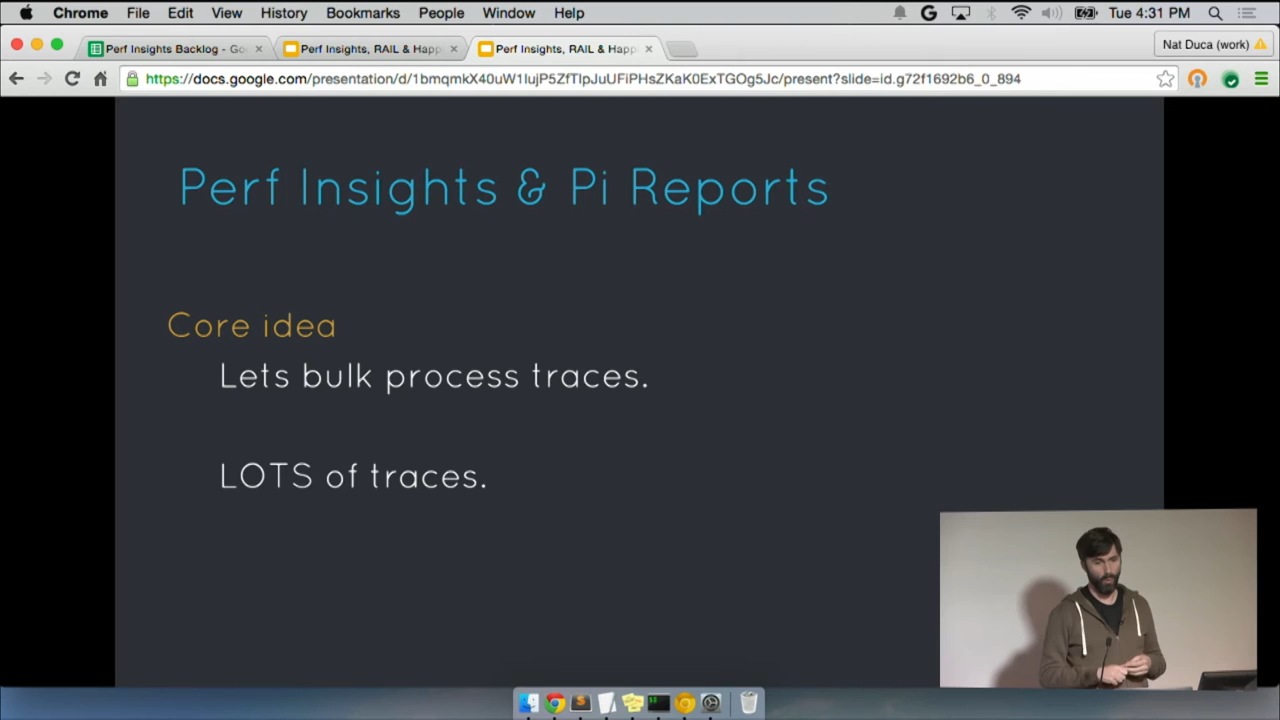 Chrome File Edit View History Bookmarks People Window Help Tue 4:31 PM
Perf Insights Backlog - Go Perf Insights, RAIL & Happ Perf Insights, RAIL & Happ Nat Duca (work)
https://docs.google.com/presentation/d/1bmqmkX40uW1lujP5ZfTlpJuUFiPHsZKaK0ExTGOg5Jc/present?slide=id.g72f1692b6_0_894
Perf Insights & Pi Reports
Core idea
Lets bulk process traces.
LOTS of traces.